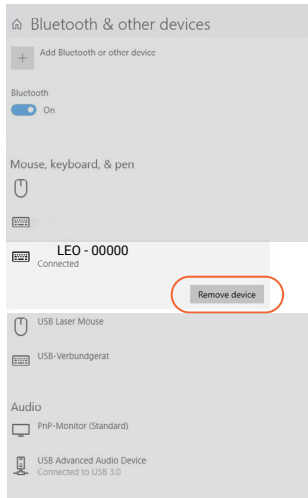 Bluetooth & other devices
Add Bluetooth or other device
Bluetooth
On
Mouse, keyboard, & pen
LEO - 00000
Connected
Remove device
USB Laser Mouse
USB-Verbundgerat
Audio
PnP-Monitor (Standard)
USB Advanced Audio Device
Connected to USB 3.0